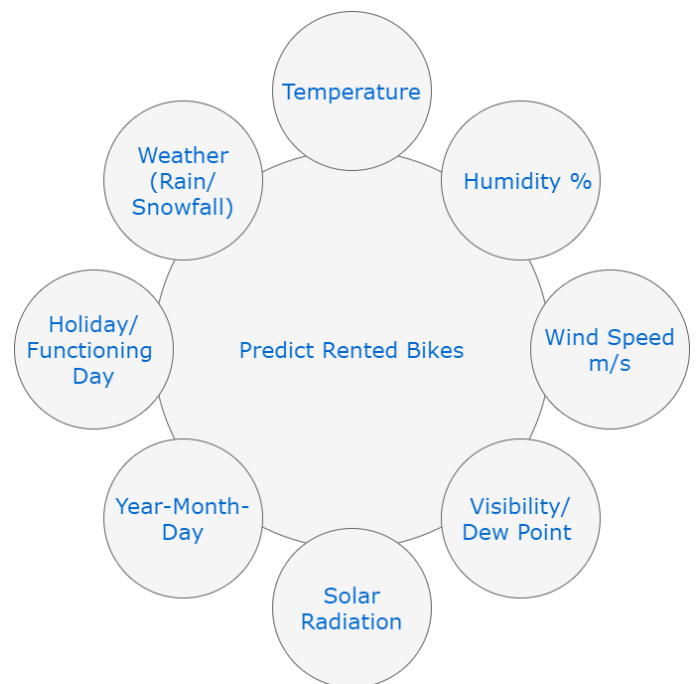 Temperature
Weather
(Rain/
Snowfall)
Humidity %
Holiday/
Functioning
Day
Predict Rented Bikes
Wind Speed
m/s
Year-Month-
Day
Visibility/
Dew Point
Solar
Radiation